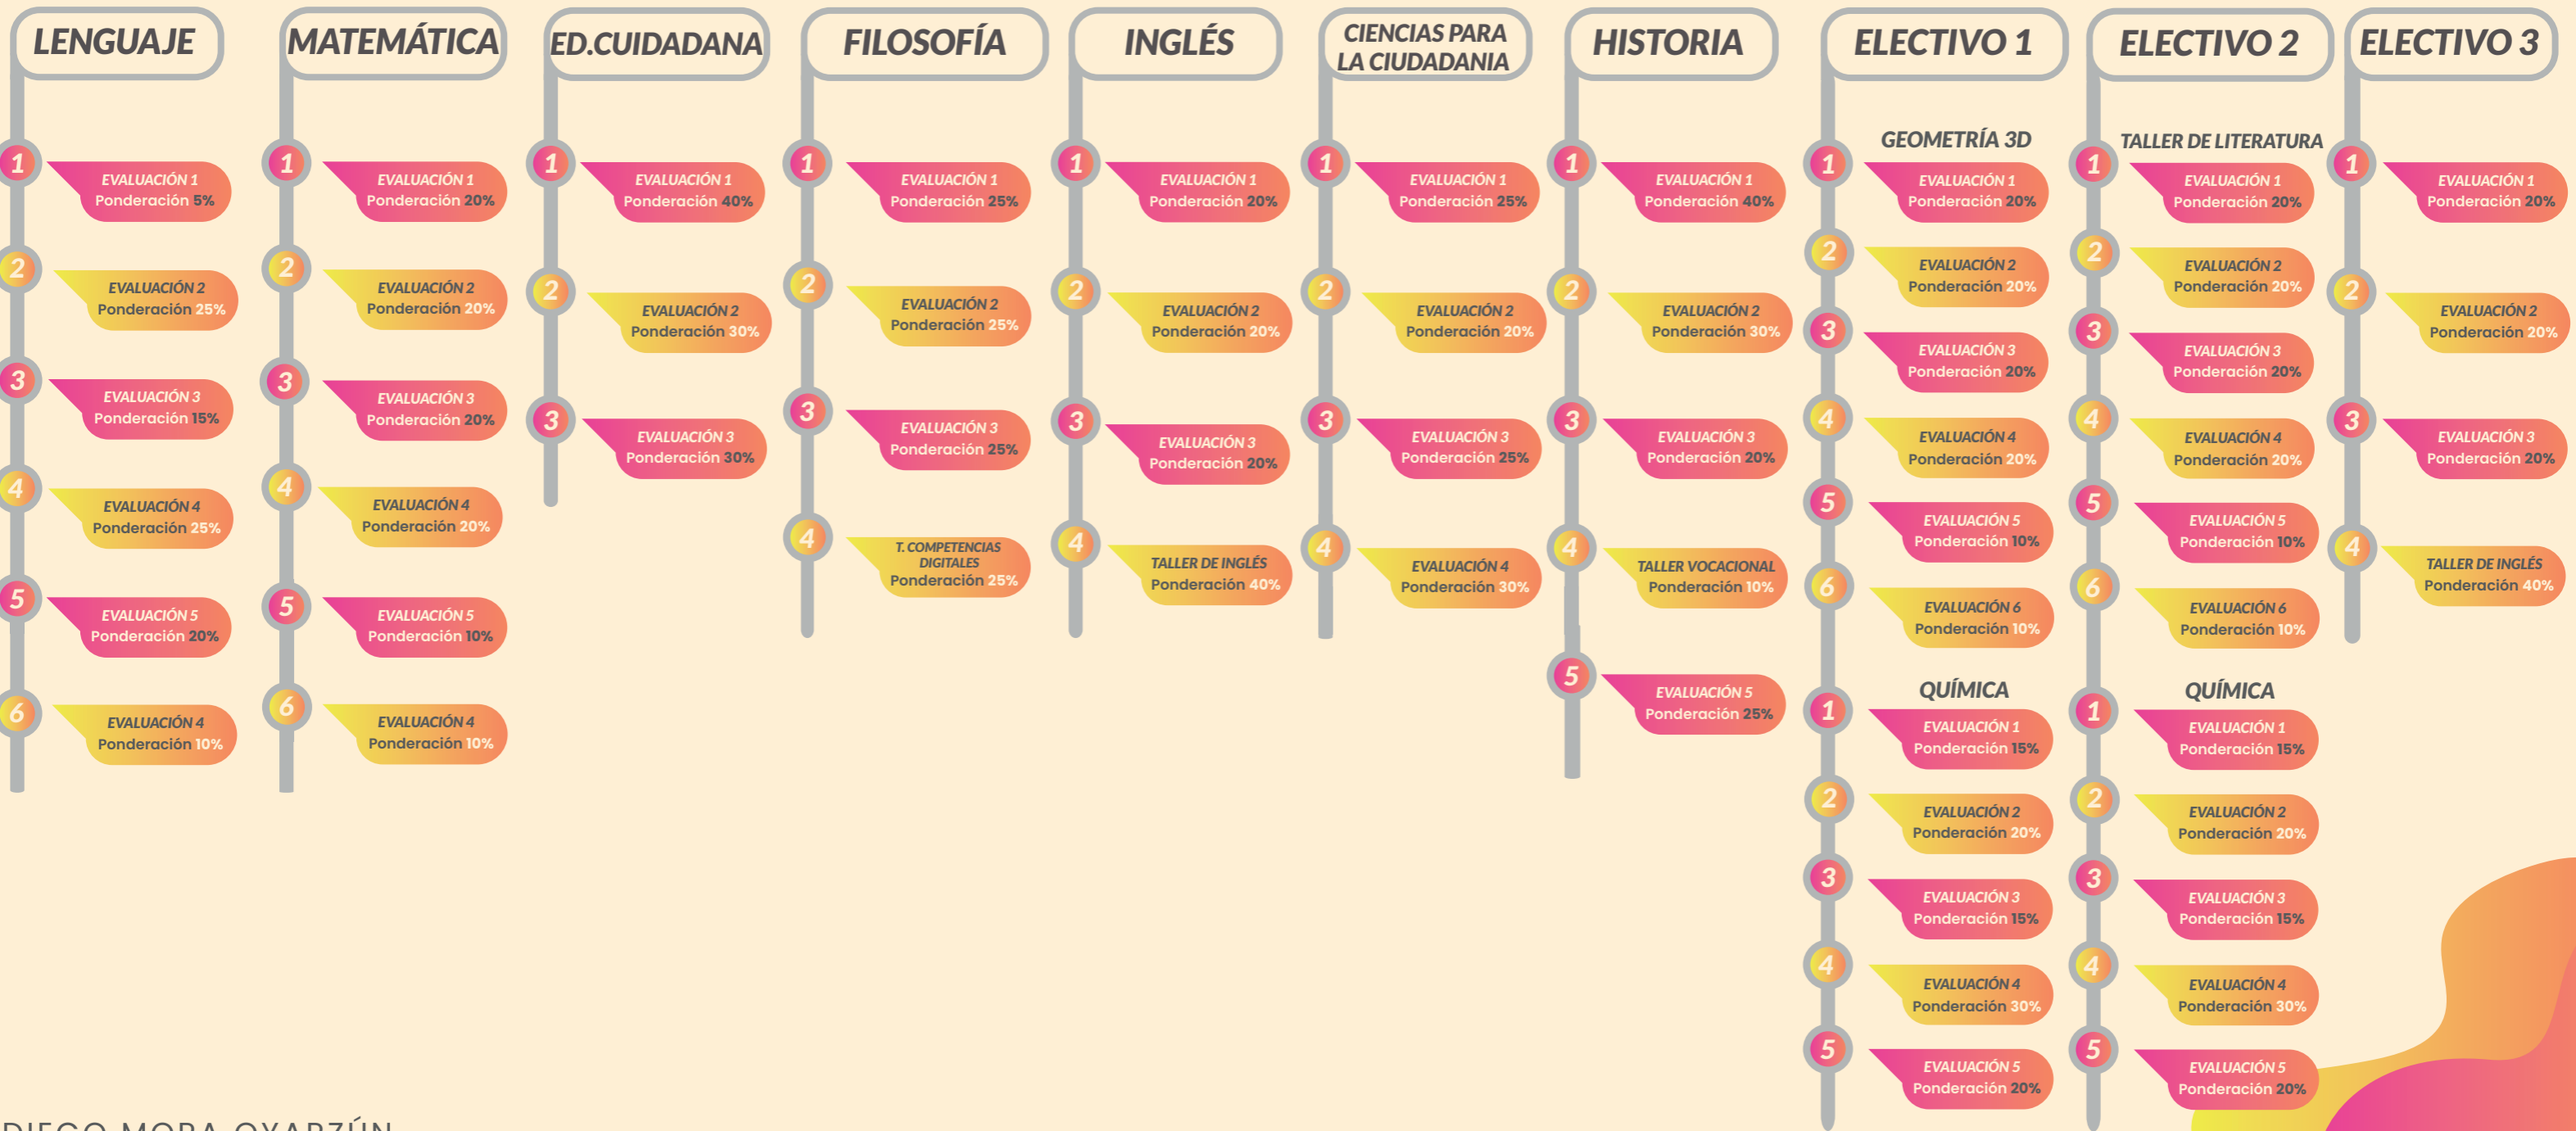 LENGUAJE
1
EVALUACIÓN 1
Ponderación 5%
2
EVALUACIÓN 2
Ponderación 25%
3
EVALUACIÓN 3
Ponderación 15%
4
EVALUACIÓN 4
Ponderación 25%
5
EVALUACIÓN 5
Ponderación 20%
6
EVALUACIÓN 4
Ponderación 10%
MATEMÁTICA
1
EVALUACIÓN 1
Ponderación 20%
2
EVALUACIÓN 2
Ponderación 20%
3
EVALUACIÓN 3
Ponderación 20%
4
EVALUACIÓN 4
Ponderación 20%
5
EVALUACIÓN 5
Ponderación 10%
6
EVALUACIÓN 4
Ponderación 10%
ED.CUIDADANA
1
EVALUACIÓN 1
Ponderación 40%
2
EVALUACIÓN 2
Ponderación 30%
3
EVALUACIÓN 3
Ponderación 30%
FILOSOFÍA
1
EVALUACIÓN 1
Ponderación 25%
2
EVALUACIÓN 2
Ponderación 25%
3
EVALUACIÓN 3
Ponderación 25%
4
T. COMPETENCIAS
DIGITALES
Ponderación 25%
INGLÉS
1
EVALUACIÓN 1
Ponderación 20%
2
EVALUACIÓN 2
Ponderación 20%
3
EVALUACIÓN 3
Ponderación 20%
4
TALLER DE INGLÉS
Ponderación 40%
CIENCIAS PARA
LA CIUDADANIA
1
EVALUACIÓN 1
Ponderación 25%
2
EVALUACIÓN 2
Ponderación 20%
3
EVALUACIÓN 3
Ponderación 25%
4
EVALUACIÓN 4
Ponderación 30%
HISTORIA
1
EVALUACIÓN 1
Ponderación 40%
2
EVALUACIÓN 2
Ponderación 30%
3
EVALUACIÓN 3
Ponderación 20%
4
TALLER VOCACIONAL
Ponderación 10%
5
EVALUACIÓN 5
Ponderación 25%
ELECTIVO 1
GEOMETRÍA 3D
1
EVALUACIÓN 1
Ponderación 20%
2
EVALUACIÓN 2
Ponderación 20%
3
EVALUACIÓN 3
Ponderación 20%
4
EVALUACIÓN 4
Ponderación 20%
5
EVALUACIÓN 5
Ponderación 10%
6
EVALUACIÓN 6
Ponderación 10%
QUÍMICA
1
EVALUACIÓN 1
Ponderación 15%
2
EVALUACIÓN 2
Ponderación 20%
3
EVALUACIÓN 3
Ponderación 15%
4
EVALUACIÓN 4
Ponderación 30%
5
EVALUACIÓN 5
Ponderación 20%
ELECTIVO 2
TALLER DE LITERATURA
1
EVALUACIÓN 1
Ponderación 20%
2
EVALUACIÓN 2
Ponderación 20%
3
EVALUACIÓN 3
Ponderación 20%
4
EVALUACIÓN 4
Ponderación 20%
5
EVALUACIÓN 5
Ponderación 10%
6
EVALUACIÓN 6
Ponderación 10%
QUÍMICA
1
EVALUACIÓN 1
Ponderación 15%
2
EVALUACIÓN 2
Ponderación 20%
3
EVALUACIÓN 3
Ponderación 15%
4
EVALUACIÓN 4
Ponderación 30%
5
EVALUACIÓN 5
Ponderación 20%
ELECTIVO 3
1
EVALUACIÓN 1
Ponderación 20%
2
EVALUACIÓN 2
Ponderación 20%
3
EVALUACIÓN 3
Ponderación 20%
4
TALLER DE INGLÉS
Ponderación 40%
DIEGO MORA OYARZÚN